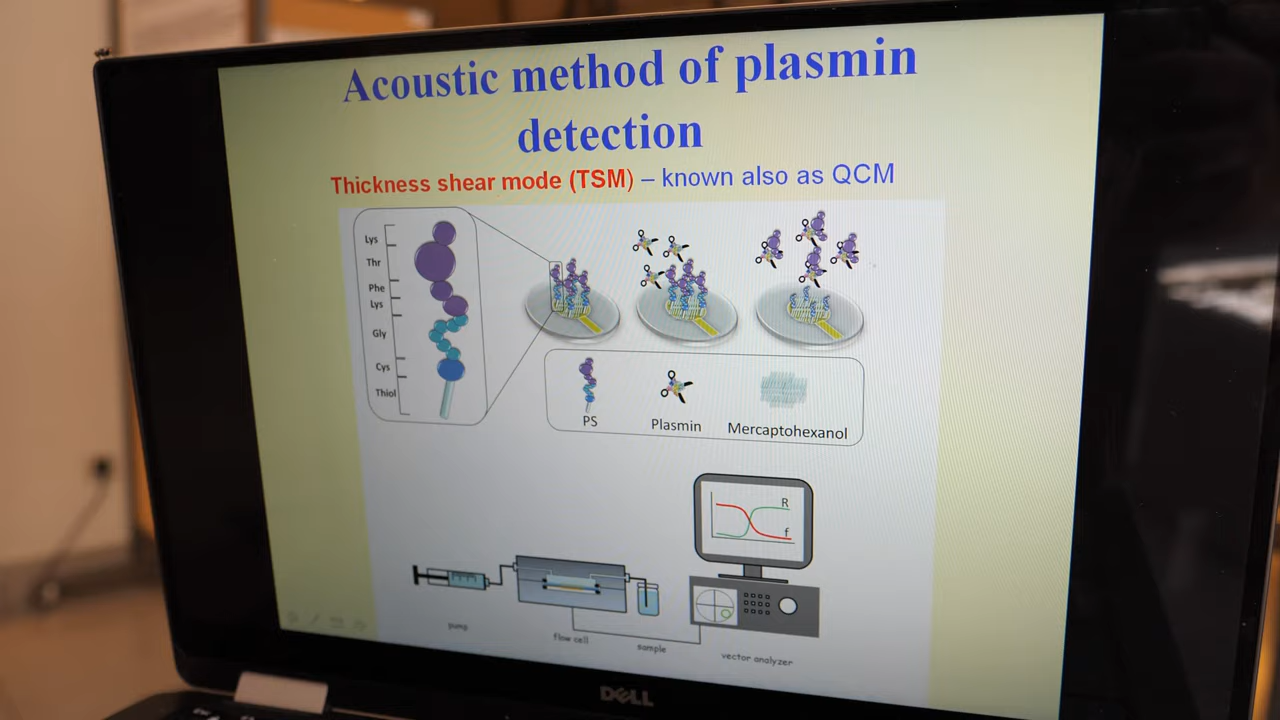 Acoustic method of plasmin
detection
Thickness shear mode (TSM) – known also as QCM
Lys
Thr
Phe
Lys
Gly
Cys
Thiol
PS
Plasmin
Mercaptohexanol
R
f
pump
flow cell
sample
vector analyzer
DELL